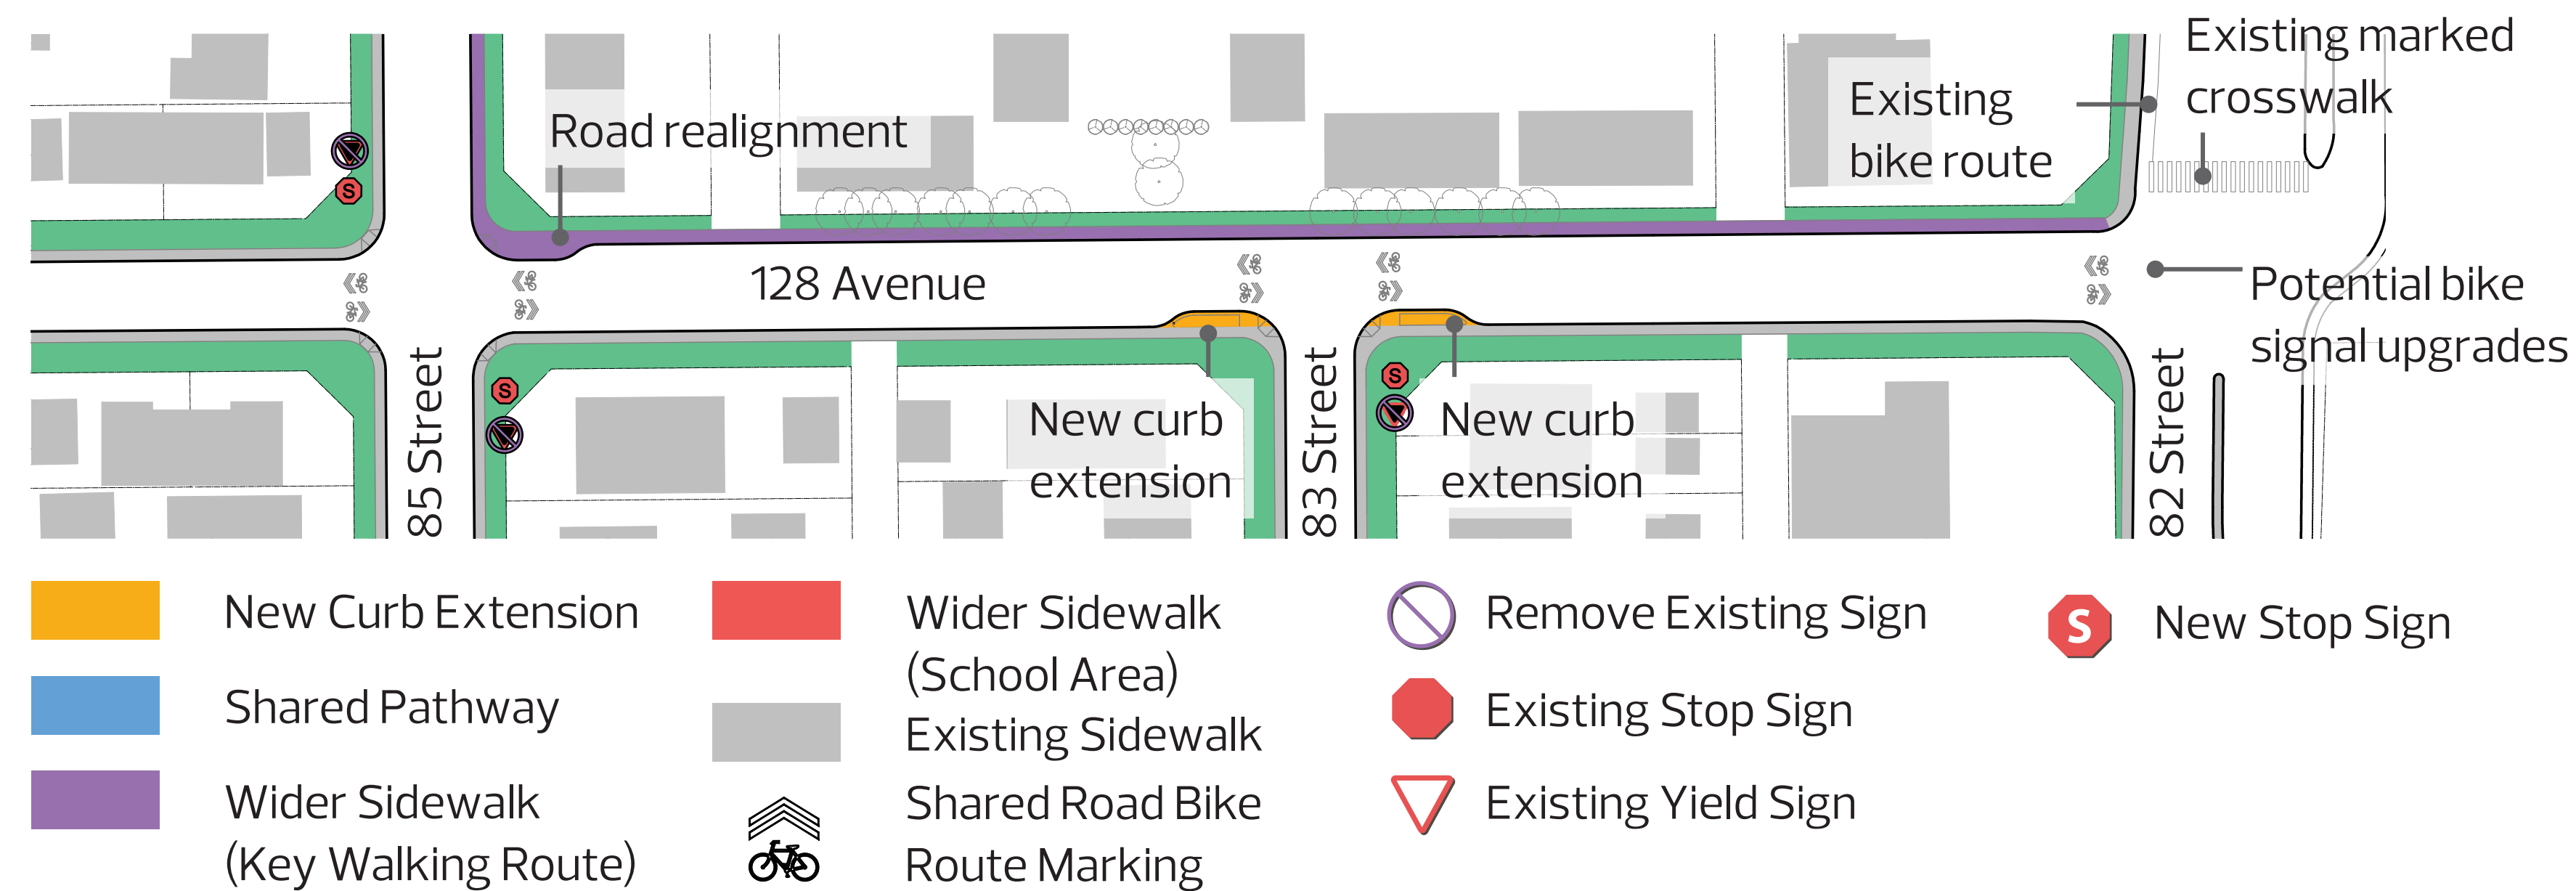 Existing marked
crosswalk
Existing
bike route
Road realignment
S
128 Avenue
Potential bike
signal upgrades
S
S
New curb
extension
New curb
extension
85 Street
83 Street
82 Street
New Curb Extension
Shared Pathway
Wider Sidewalk
(Key Walking Route)
Wider Sidewalk
(School Area)
Existing Sidewalk
Shared Road Bike
Route Marking
Remove Existing Sign
Existing Stop Sign
Existing Yield Sign
S
New Stop Sign